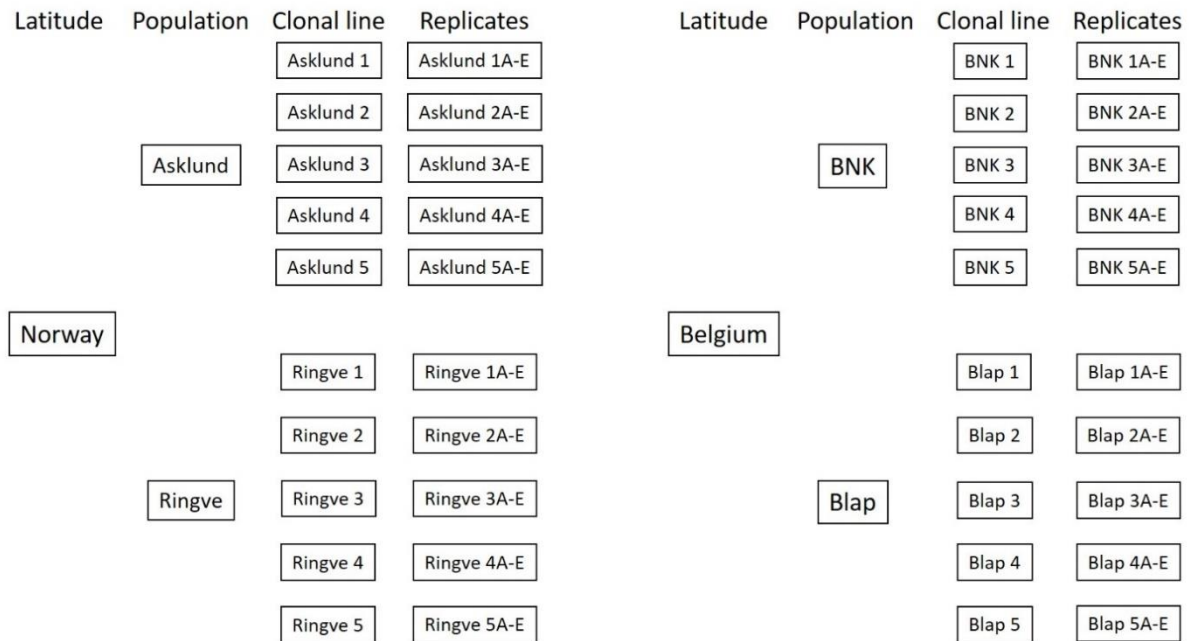 Latitude Population Clonal line Replicates Latitude Population Clonal line Replicates
Asklund 1 Asklund 1A-E BNK 1 BNK 1A-E
Asklund 2 Asklund 2A-E BNK 2 BNK 2A-E
Asklund Asklund 3 Asklund 3A-E BNK BNK 3 BNK 3A-E
Asklund 4 Asklund 4A-E BNK 4 BNK 4A-E
Asklund 5 Asklund 5A-E BNK 5 BNK 5A-E
Norway Belgium
Ringve 1 Ringve 1A-E Blap 1 Blap 1A-E
Ringve 2 Ringve 2A-E Blap 2 Blap 2A-E
Ringve Ringve 3 Ringve 3A-E Blap Blap 3 Blap 3A-E
Ringve 4 Ringve 4A-E Blap 4 Blap 4A-E
Ringve 5 Ringve 5A-E Blap 5 Blap 5A-E